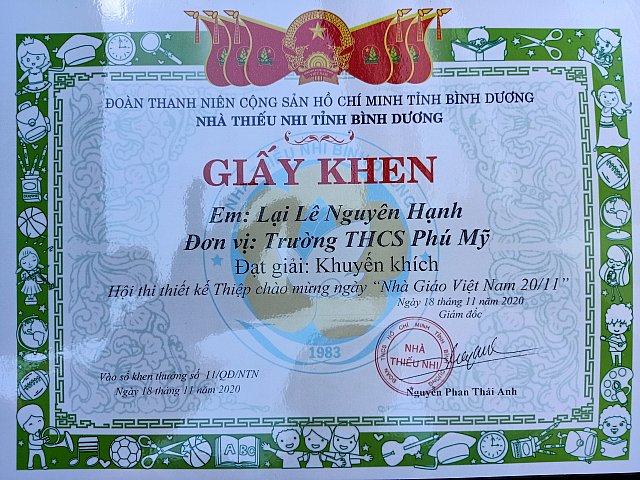 ĐOÀN THANH NIÊN CỘNG SẢN HỒ CHÍ MINH TỈNH BÌNH DƯƠNG
NHÀ THIẾU NHI TỈNH BÌNH DƯƠNG
GIẤY KHEN
Em: Lại Lê Nguyên Hạnh
Đơn vị: Trường THCS Phú Mỹ
Đạt giải: Khuyến khích
Hội thi thiết kế Thiệp chào mừng ngày “Nhà Giáo Việt Nam 20/11”
Ngày 18 tháng 11 năm 2020
Giám đốc
1983
NHÀ
THIẾU NHI
Vào sổ khen thưởng số 11/QĐ/NTN
Ngày 18 tháng 11 năm 2020
Nguyễn Phan Thái Anh
ABC